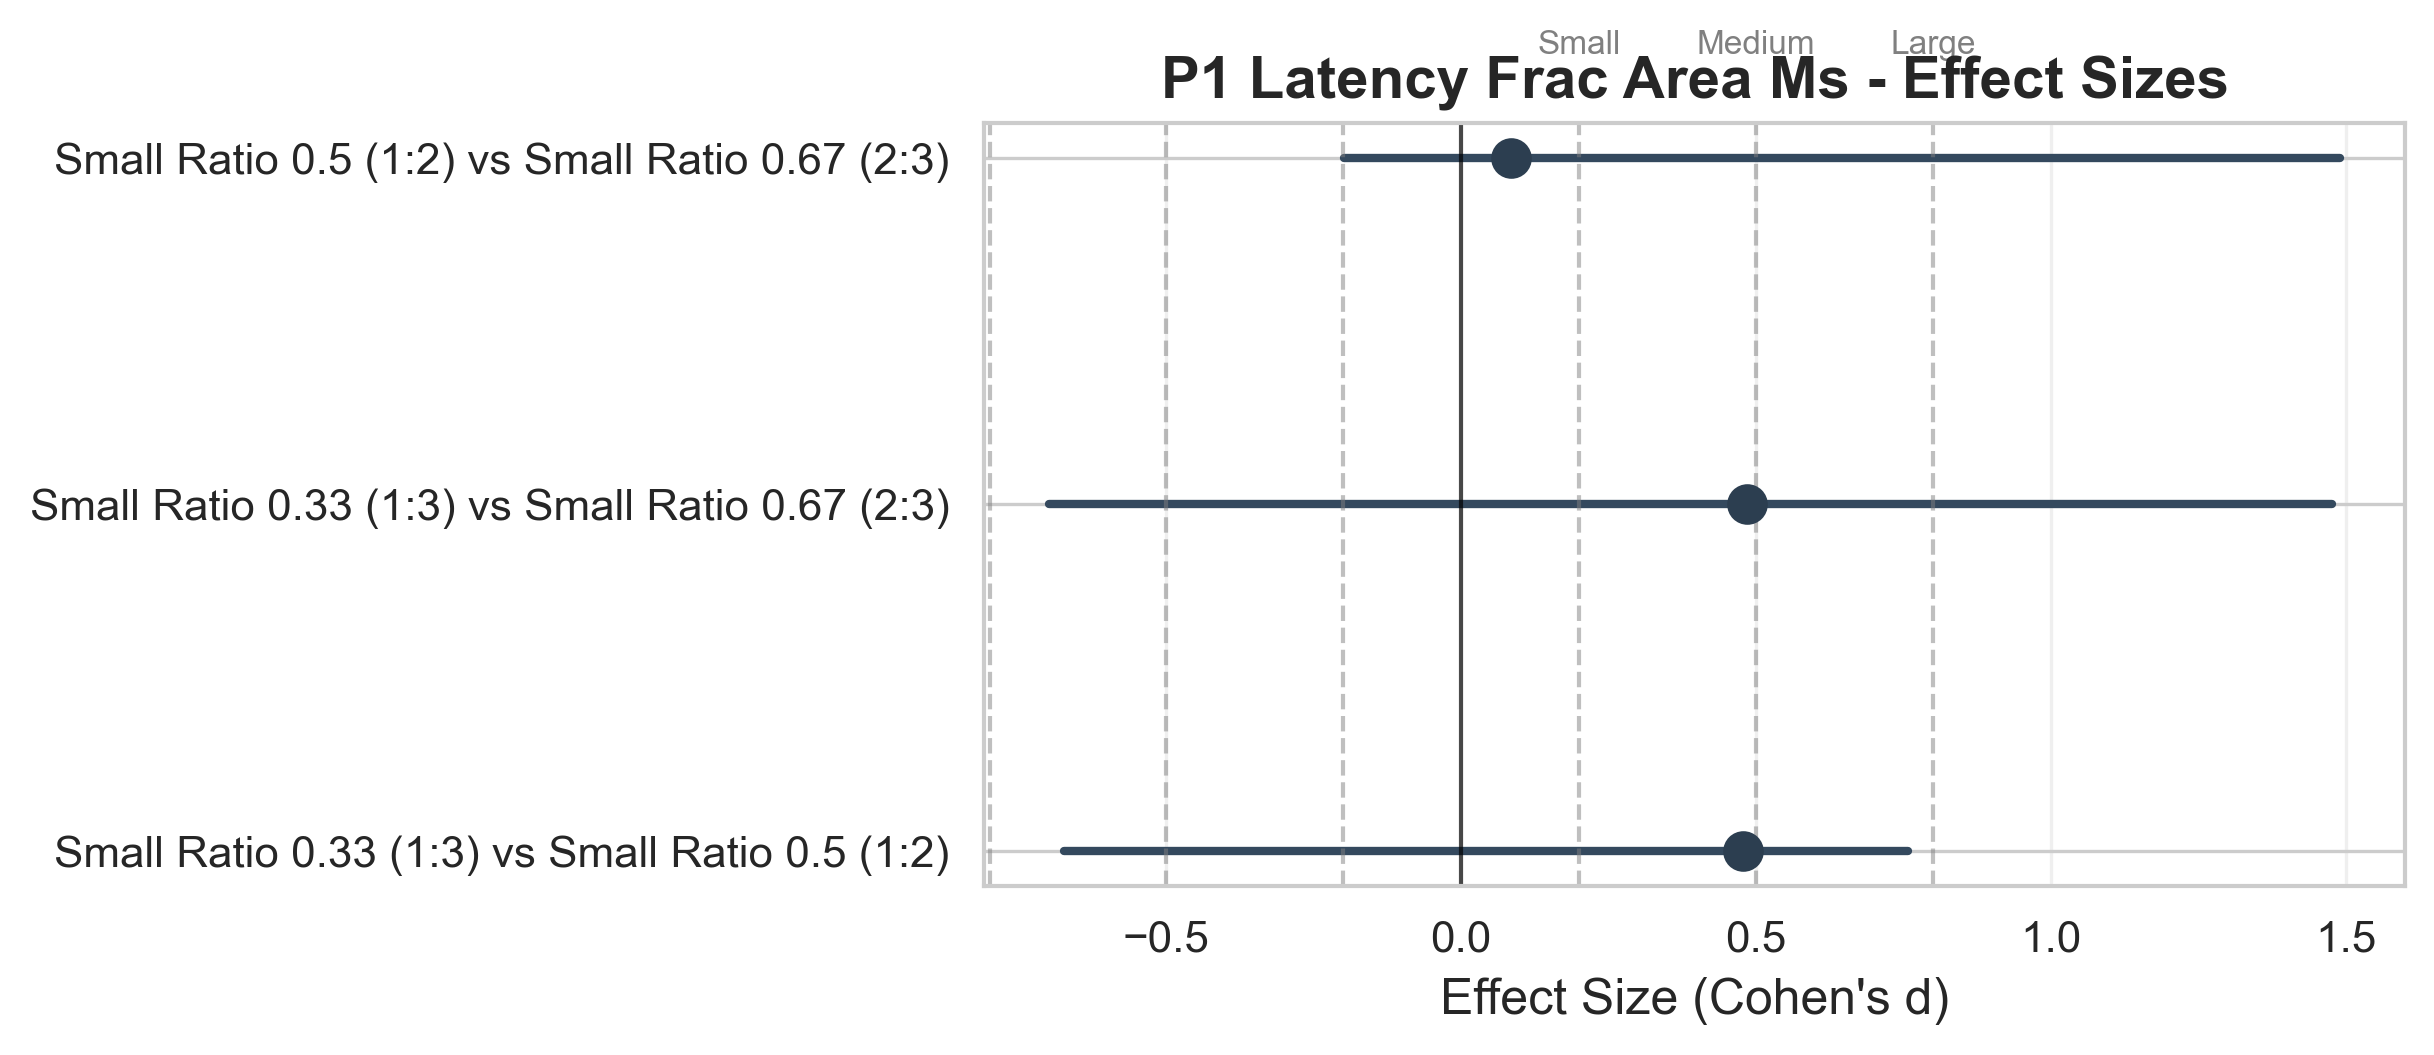 Small Medium Large
P1 Latency Frac Area Ms - Effect Sizes
Small Ratio 0.5 (1:2) vs Small Ratio 0.67 (2:3)
Small Ratio 0.33 (1:3) vs Small Ratio 0.67 (2:3)
Small Ratio 0.33 (1:3) vs Small Ratio 0.5 (1:2)
−0.5 0.0 0.5 1.0 1.5
Effect Size (Cohen's d)